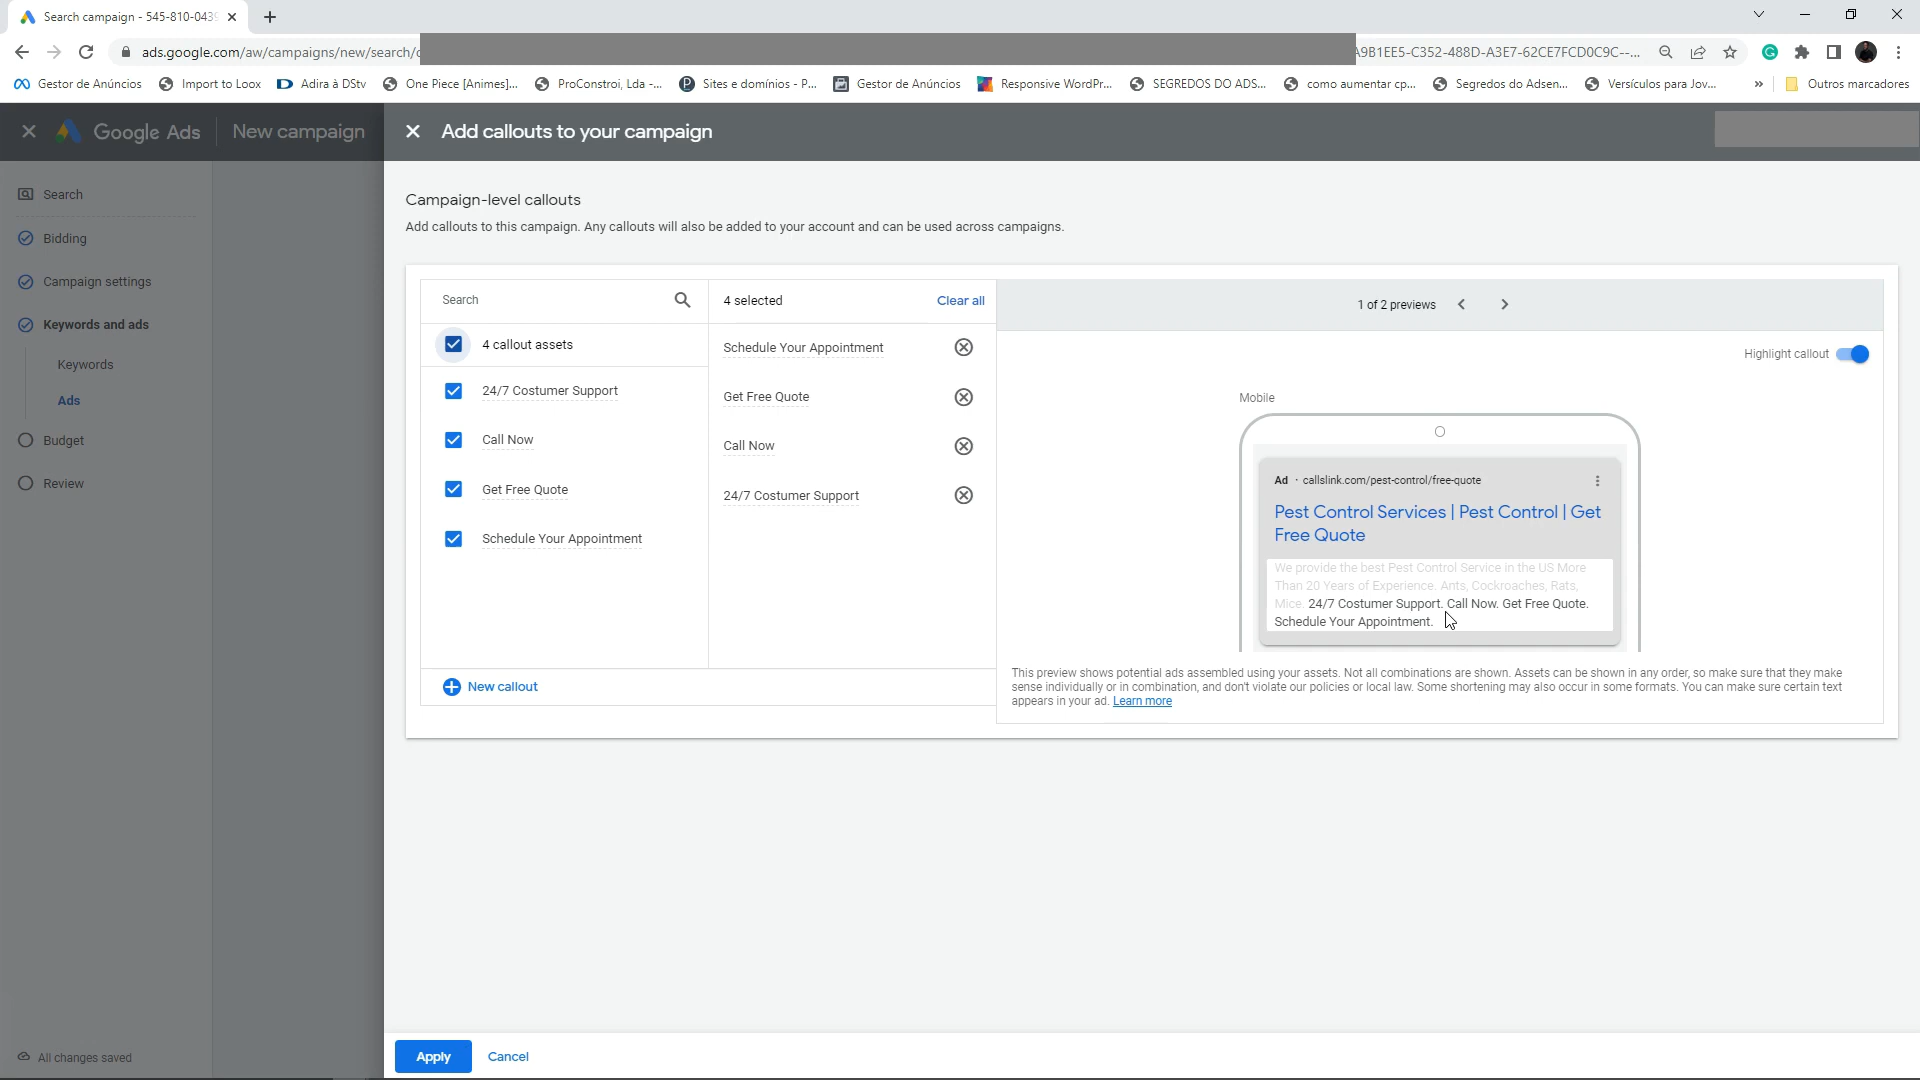 Search campaign - 545-810-0439
ads.google.com/aw/campaigns/new/search/
A9B1EE5-C352-488D-A3E7-62CE7FCD0C9C--...
Gestor de Anúncios
Import to Loox
Adira à DStv
One Piece [Animes]...
ProConstroi, Lda -...
Sites e domínios - P...
Gestor de Anúncios
Responsive WordPr...
SEGREDOS DO ADS...
como aumentar cp...
Segredos do Adsen...
Versículos para Jov...
»
Outros marcadores
Google Ads
New campaign
Add callouts to your campaign
Search
Bidding
Campaign settings
Keywords and ads
Keywords
Ads
Budget
Review
All changes saved
Campaign-level callouts
Add callouts to this campaign. Any callouts will also be added to your account and can be used across campaigns.
Search
4 callout assets
24/7 Costumer Support
Call Now
Get Free Quote
Schedule Your Appointment
4 selected
Clear all
Schedule Your Appointment
Get Free Quote
Call Now
24/7 Costumer Support
New callout
1 of 2 previews
Highlight callout
Mobile
Ad · callslink.com/pest-control/free-quote
Pest Control Services | Pest Control | Get
Free Quote
We provide the best Pest Control Service in the US More
Than 20 Years of Experience. Ants, Cockroaches, Rats,
Mice. 24/7 Costumer Support. Call Now. Get Free Quote.
Schedule Your Appointment.
This preview shows potential ads assembled using your assets. Not all combinations are shown. Assets can be shown in any order, so make sure that they make
sense individually or in combination, and don't violate our policies or local law. Some shortening may also occur in some formats. You can make sure certain text
appears in your ad. Learn more
Apply
Cancel